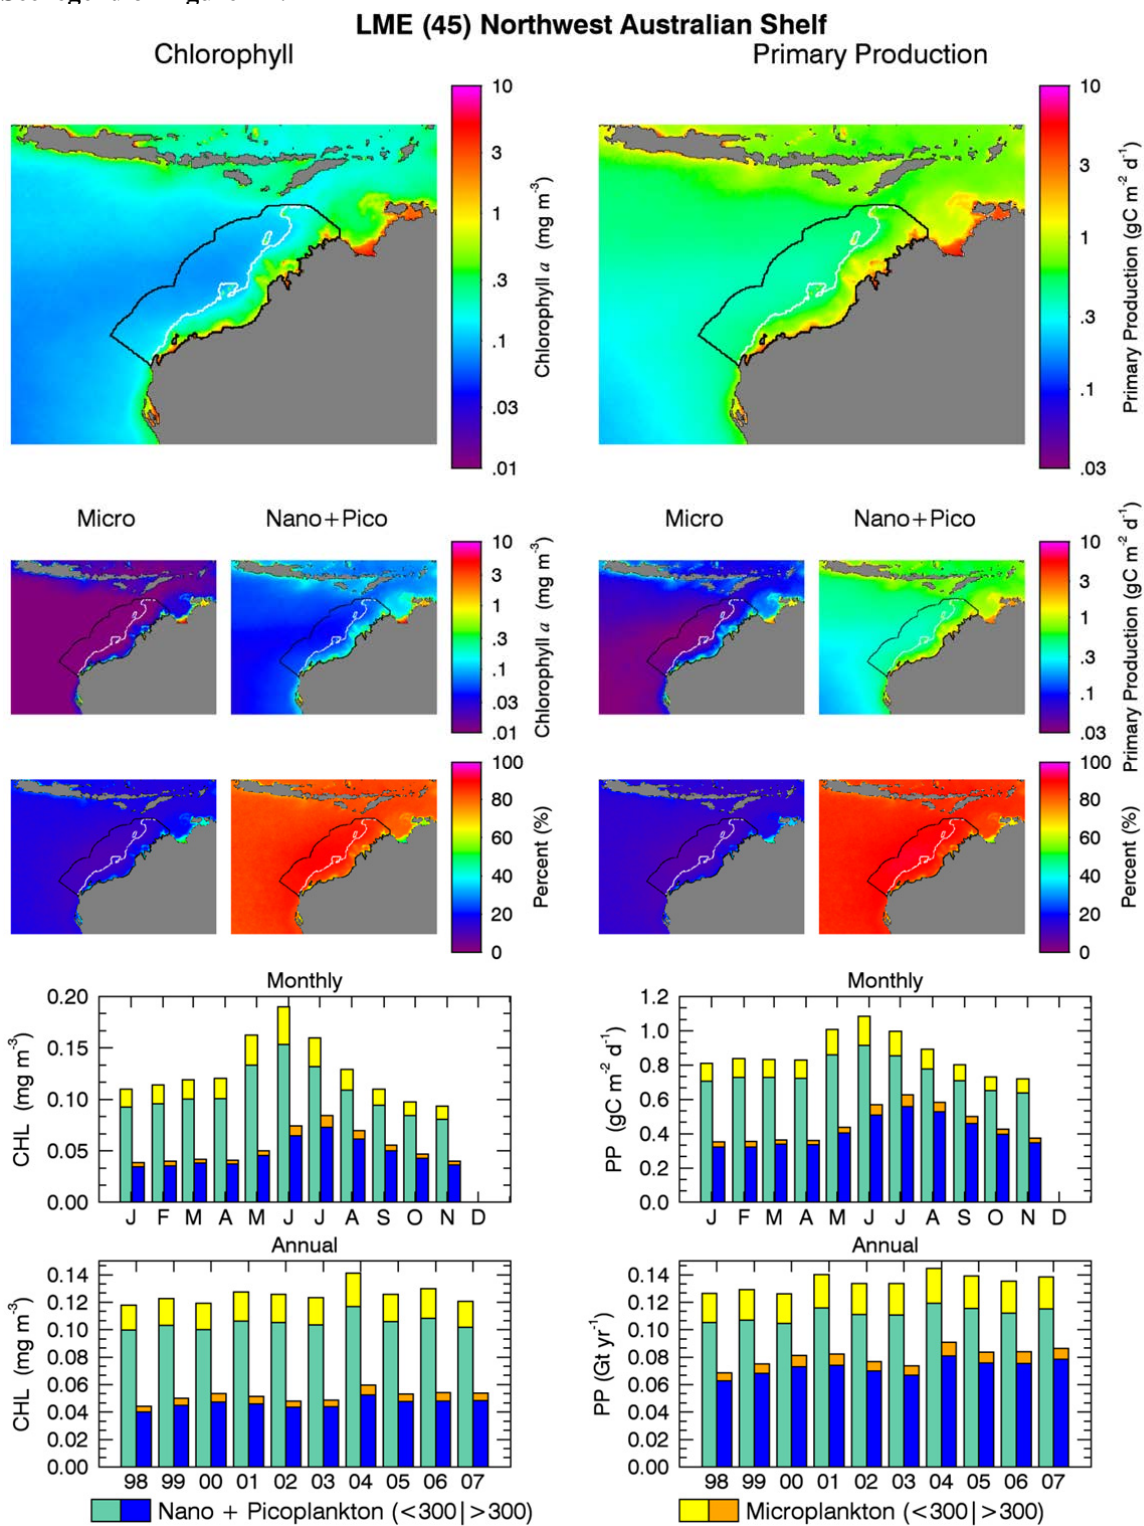 LME (45) Northwest Australian Shelf
Chlorophyll
Primary Production
10
3
1
.3
.1
.03
.01
Chlorophyll a (mg m-3)
10
3
1
.3
.1
.03
Primary Production (gC m-2 d-1)
Micro
Nano+Pico
10
3
1
.3
.1
.03
.01
Chlorophyll a (mg m-3)
Micro
Nano+Pico
10
3
1
.3
.1
.03
Primary Production (gC m-2 d-1)
100
80
60
40
20
0
Percent (%)
100
80
60
40
20
0
Percent (%)
Monthly
0.20
0.15
0.10
0.05
0.00
CHL (mg m-3)
J F M A M J J A S O N D
Monthly
1.2
1.0
0.8
0.6
0.4
0.2
0.0
PP (gC m-2 d-1)
J F M A M J J A S O N D
Annual
0.14
0.12
0.10
0.08
0.06
0.04
0.02
0.00
CHL (mg m-3)
98 99 00 01 02 03 04 05 06 07
Annual
0.14
0.12
0.10
0.08
0.06
0.04
0.02
0.00
PP (Gt yr-1)
98 99 00 01 02 03 04 05 06 07
Nano + Picoplankton (<300|>300)
Microplankton (<300|>300)